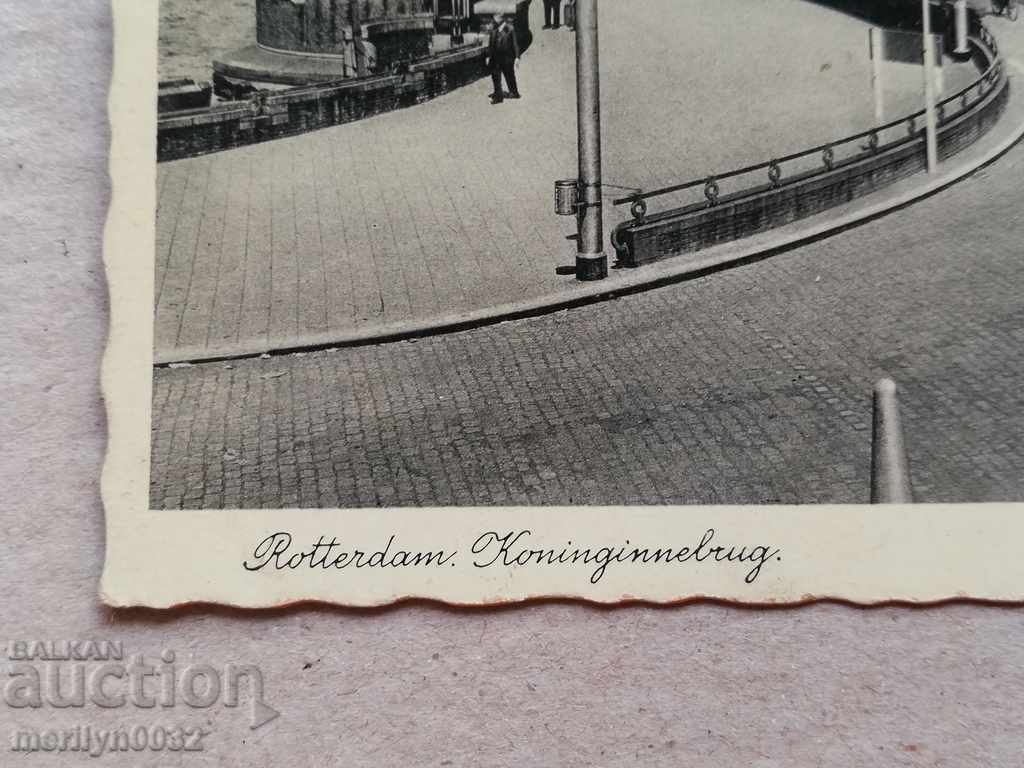 Rotterdam. Koninginnebrug.
BALKAN
auction
merilyn0032